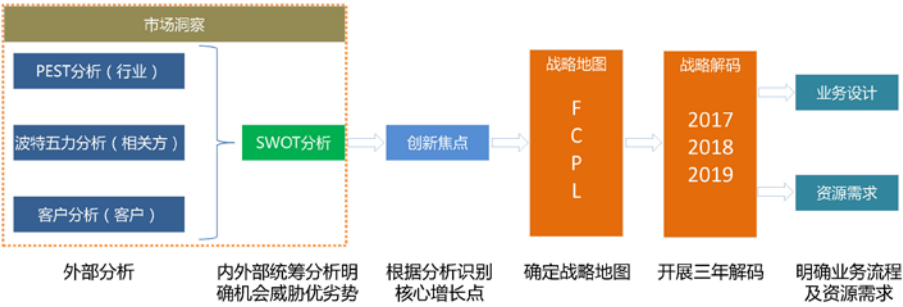 市场洞察
PEST分析（行业）
波特五力分析（相关方）
客户分析（客户）
SWOT分析
创新焦点
战略地图
F
C
P
L
战略解码
2017
2018
2019
业务设计
资源需求
外部分析
内外部统筹分析明
确机会威胁优劣势
根据分析识别
核心增长点
确定战略地图
开展三年解码
明确业务流程
及资源需求